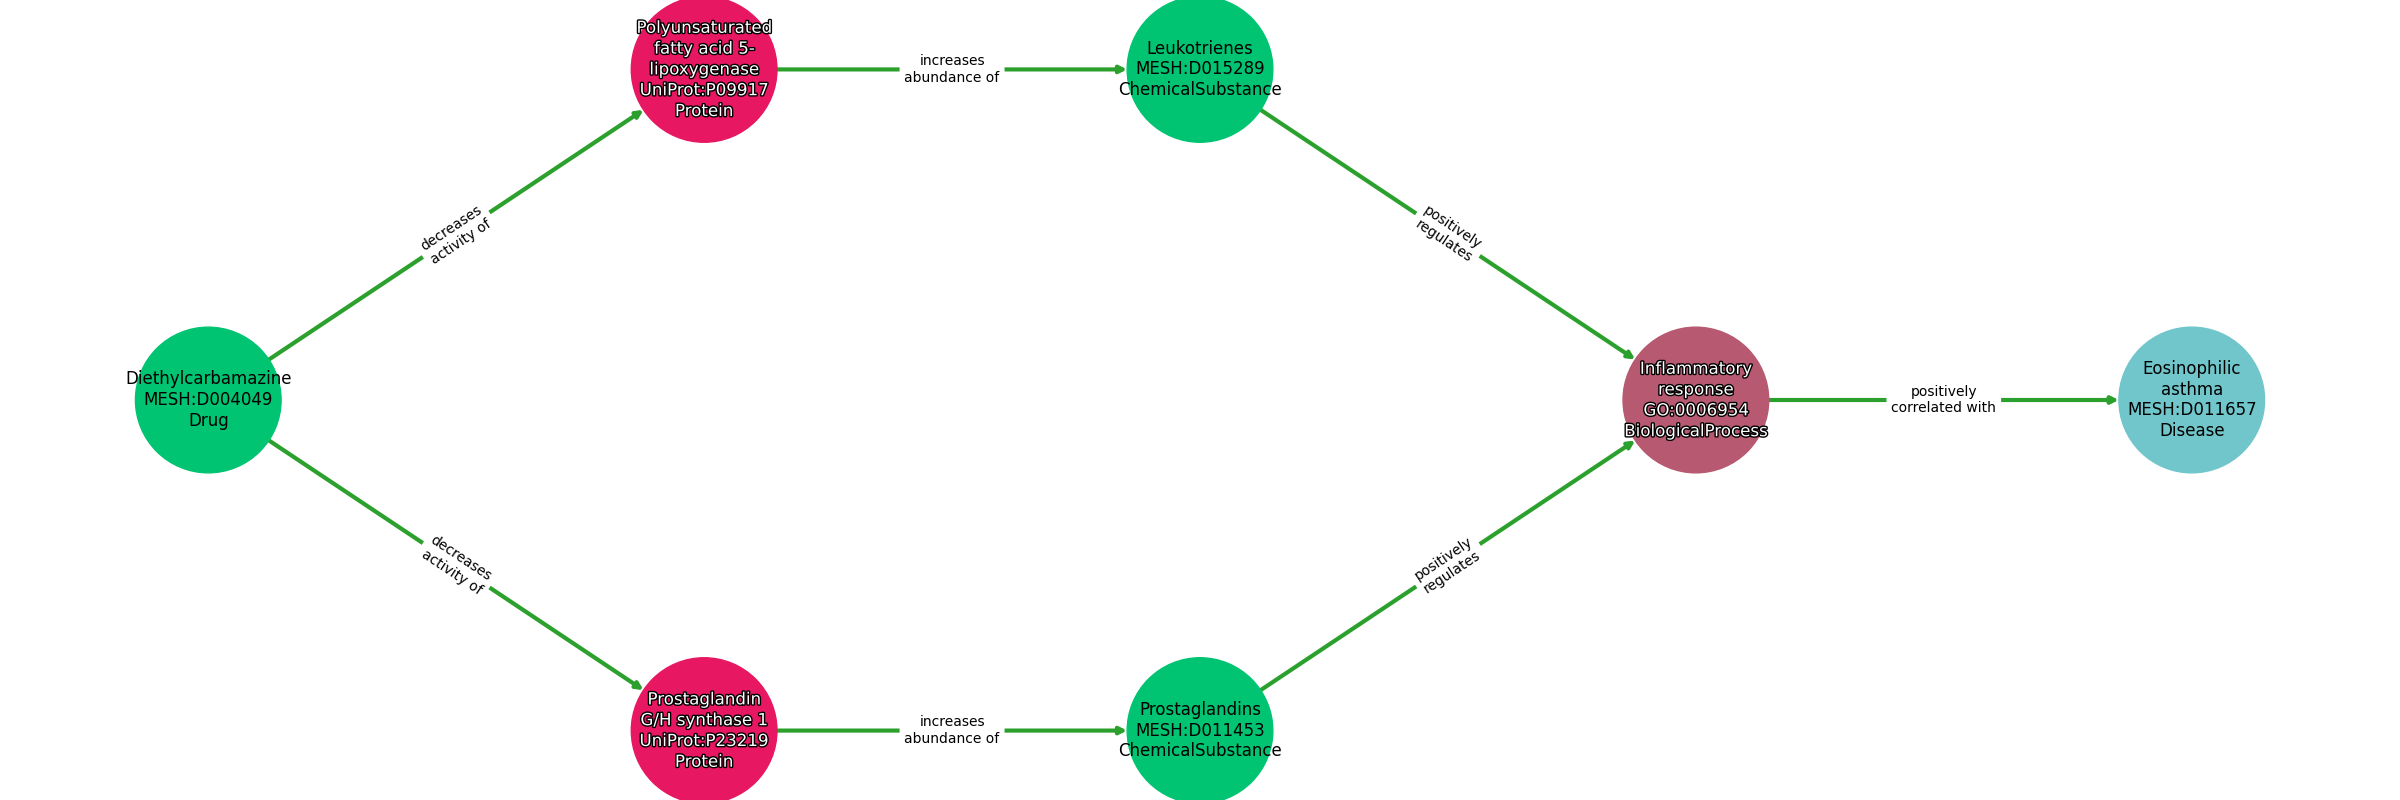 Polyunsaturated
fatty acid 5-
lipoxygenase
UniProt:P09917
Protein
increases
abundance of
Leukotrienes
MESH:D015289
ChemicalSubstance
decreases
activity of
positively
regulates
Diethylcarbamazine
MESH:D004049
Drug
Inflammatory
response
GO:0006954
BiologicalProcess
positively
correlated with
Eosinophilic
asthma
MESH:D011657
Disease
decreases
activity of
positively
regulates
Prostaglandin
G/H synthase 1
UniProt:P23219
Protein
increases
abundance of
Prostaglandins
MESH:D011453
ChemicalSubstance